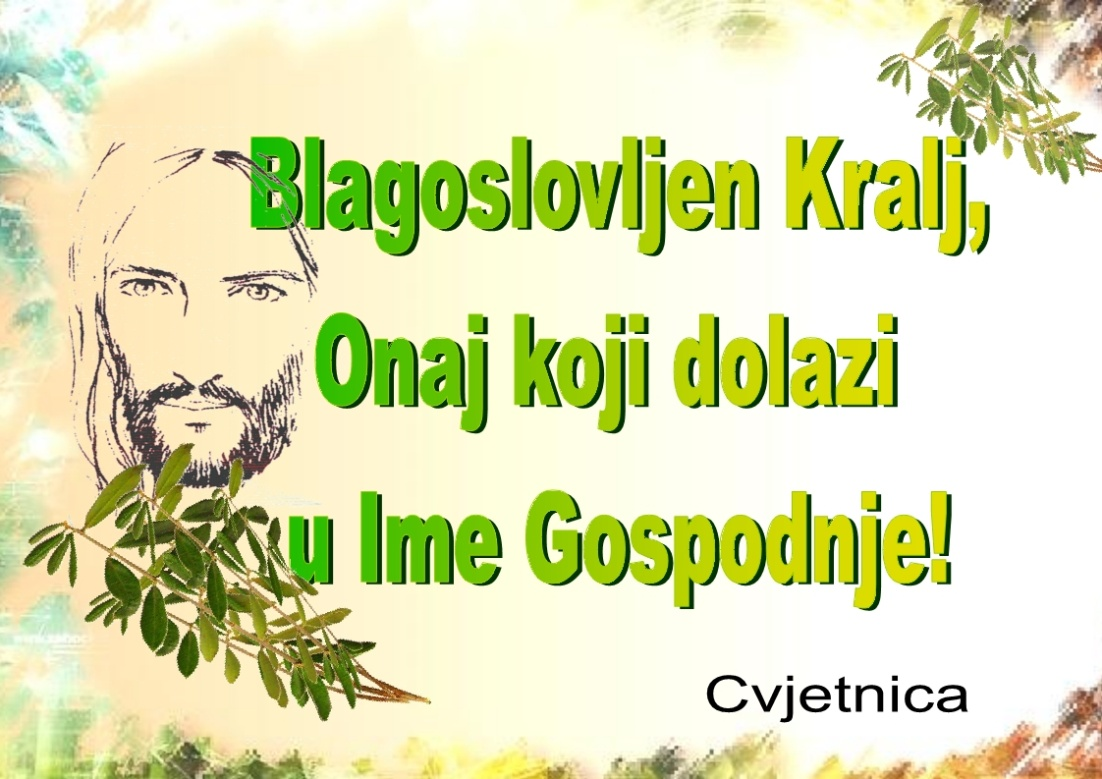 Blagoslovljen Kralj,
Onaj koji dolazi
u Ime Gospodnje!
Cvjetnica